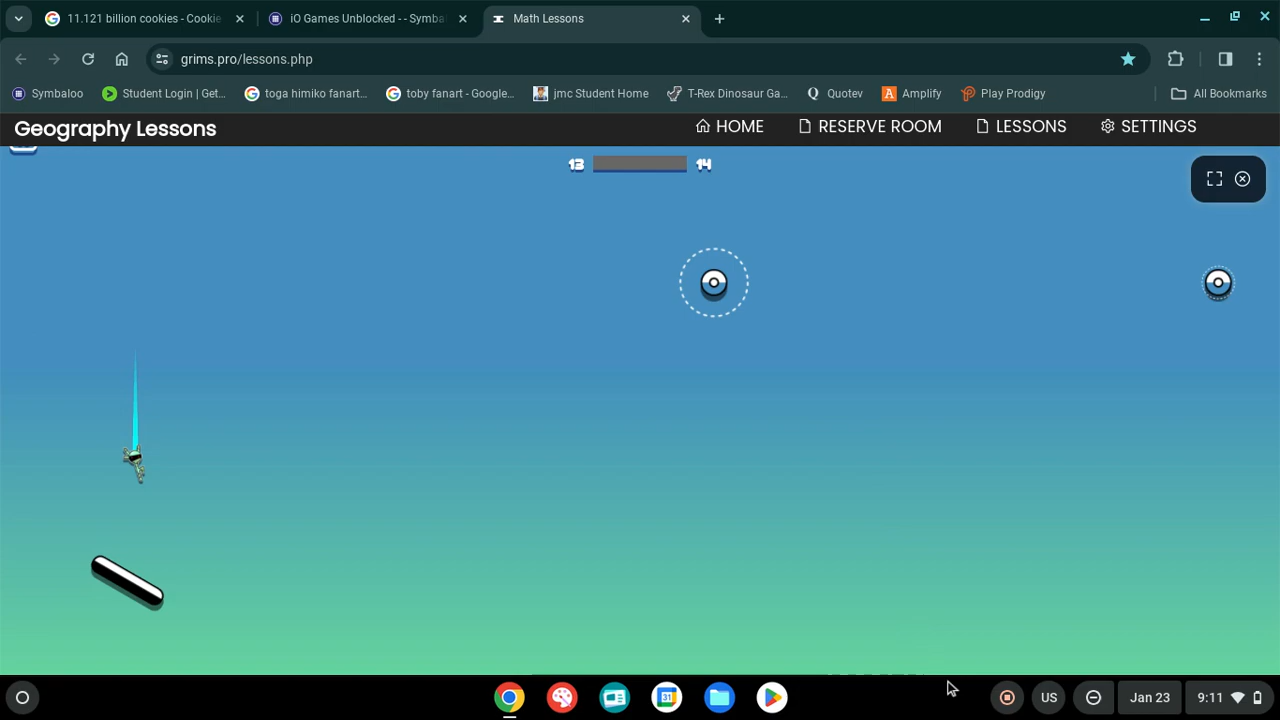 11.121 billion cookies - Cookie
iO Games Unblocked - - Symba
Math Lessons
grims.pro/lessons.php
Symbaloo
Student Login | Get...
toga himiko fanart...
toby fanart - Google...
jmc Student Home
T-Rex Dinosaur Ga...
Quotev
Amplify
Play Prodigy
All Bookmarks
Geography Lessons
HOME
RESERVE ROOM
LESSONS
SETTINGS
13
14
31
US
Jan 23
9:11